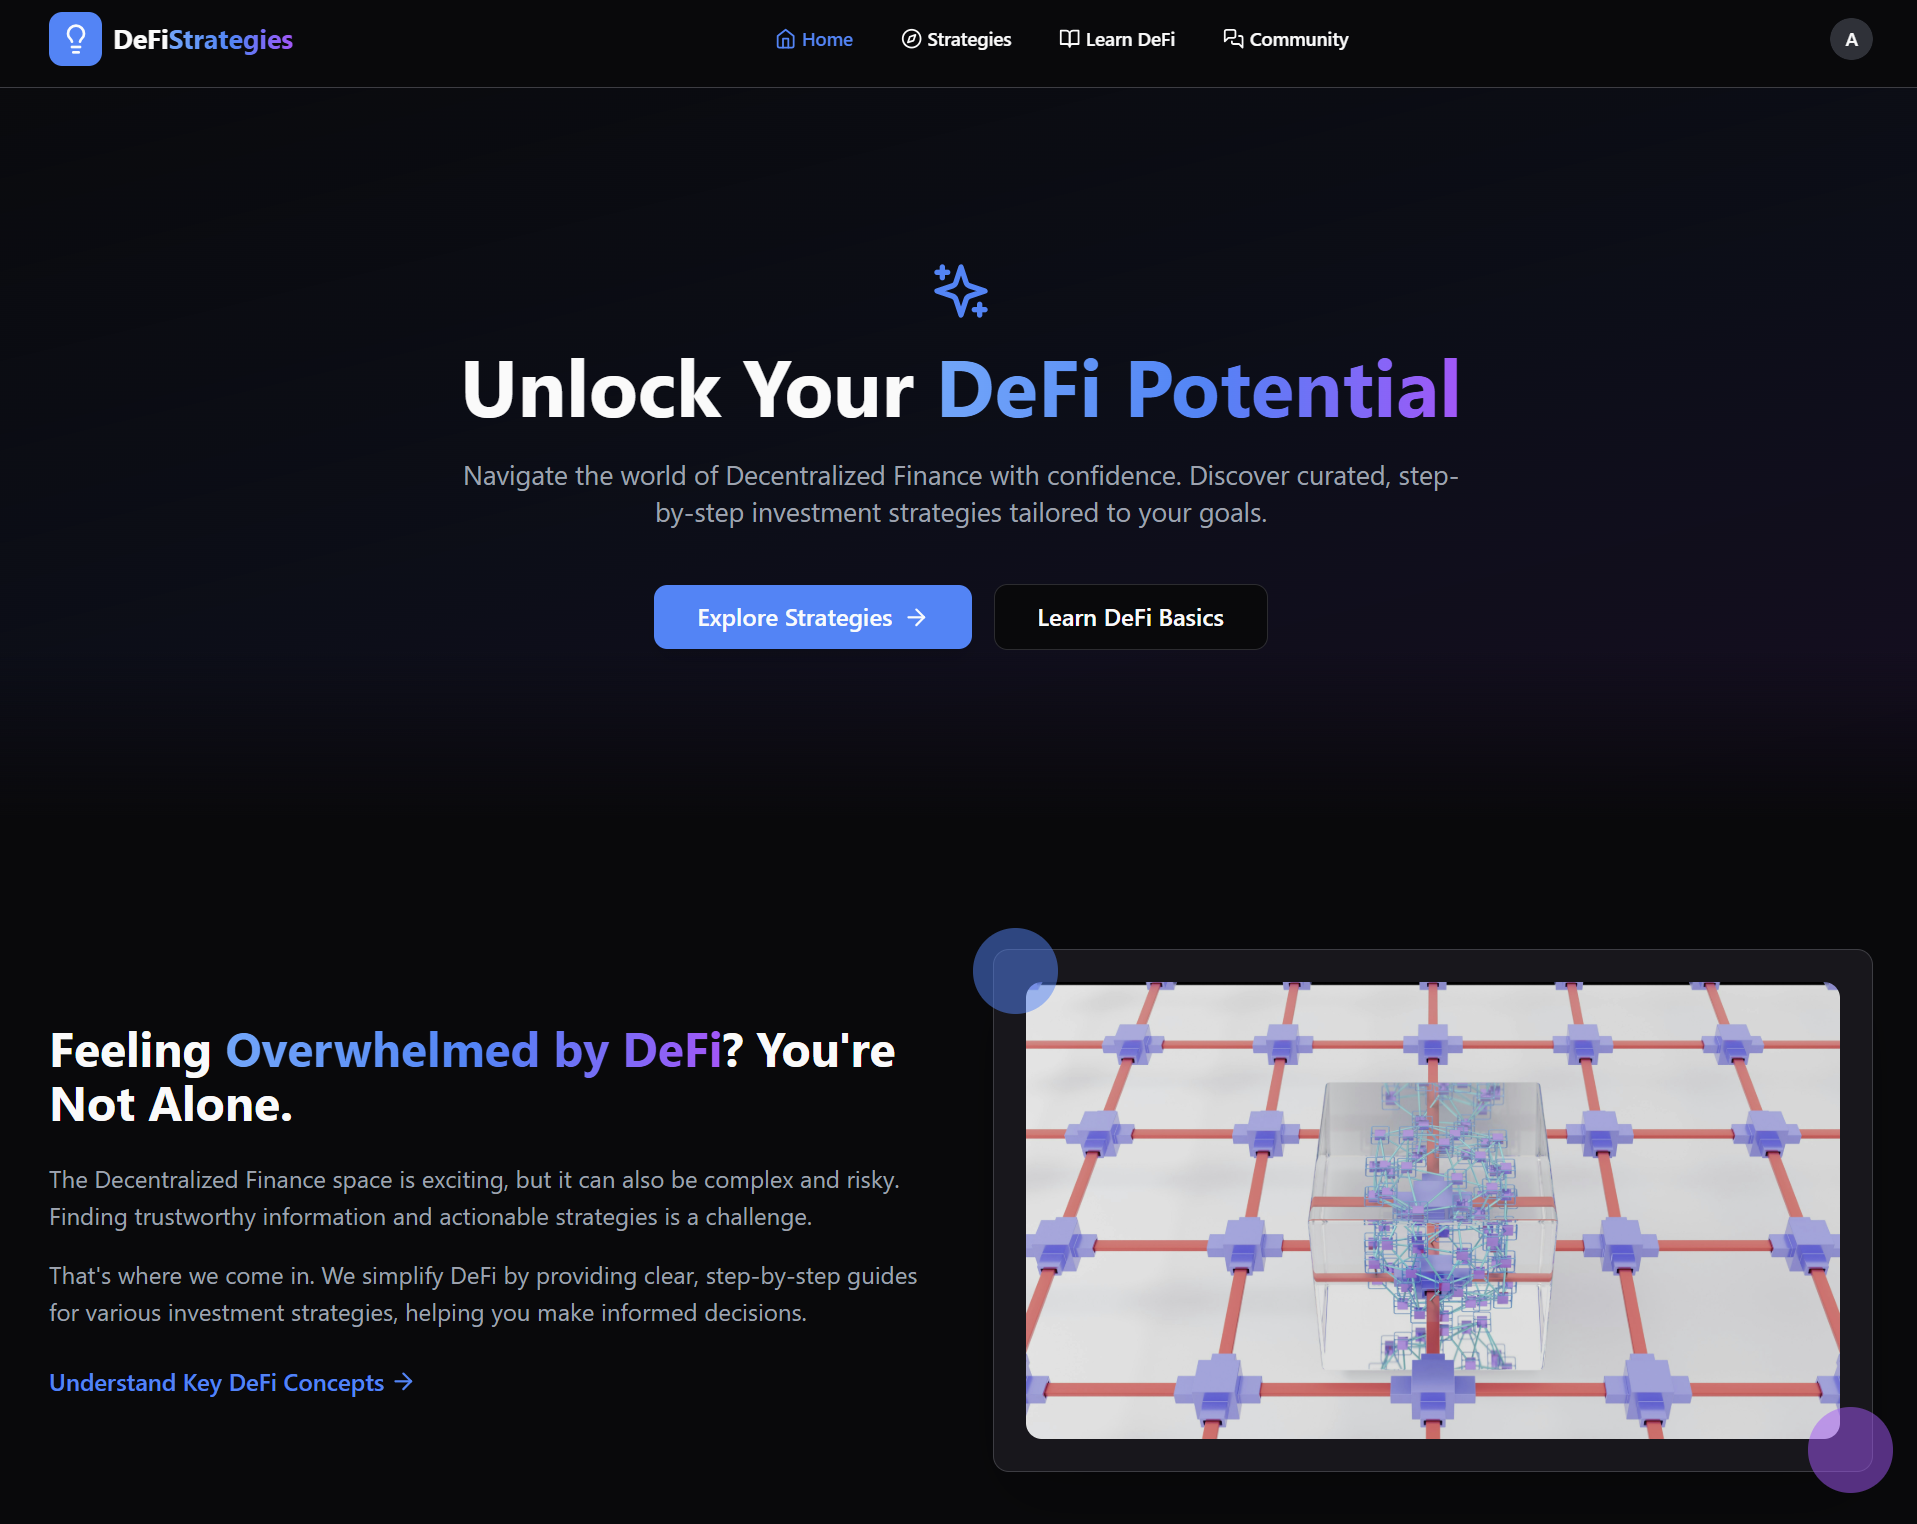 DeFiStrategies
Home
Strategies
Learn DeFi
Community
A
Unlock Your DeFi Potential
Navigate the world of Decentralized Finance with confidence. Discover curated, step-
by-step investment strategies tailored to your goals.
Explore Strategies →
Learn DeFi Basics
Feeling Overwhelmed by DeFi? You're
Not Alone.
The Decentralized Finance space is exciting, but it can also be complex and risky.
Finding trustworthy information and actionable strategies is a challenge.
That's where we come in. We simplify DeFi by providing clear, step-by-step guides
for various investment strategies, helping you make informed decisions.
Understand Key DeFi Concepts →